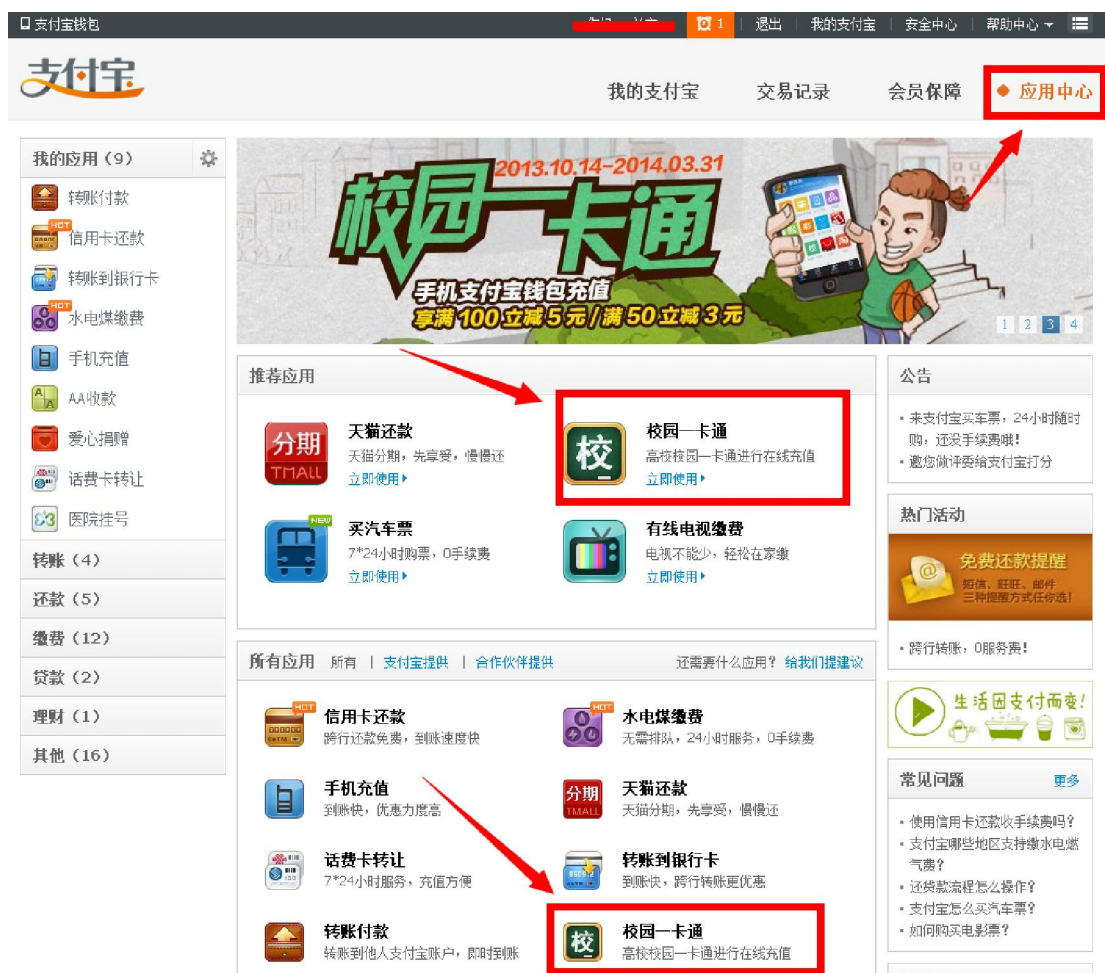 支付宝钱包
1 退出 我的支付宝 安全中心 帮助中心
支付宝
我的支付宝 交易记录 会员保障 应用中心
我的应用（9）
转账付款
HOT
信用卡还款
转账到银行卡
HOT
水电煤缴费
手机充值
AA收款
爱心捐赠
话费卡转让
医院挂号
转账（4）
还款（5）
缴费（12）
贷款（2）
理财（1）
其他（16）
2013.10.14-2014.03.31
校园一卡通
手机支付宝钱包充值
享满100立减5元/满50立减3元
1 2 3 4
推荐应用
分期
TMALL
天猫还款
天猫分期，先享受，慢慢还
立即使用
校
校园一卡通
高校校园一卡通进行在线充值
立即使用
NEW
买汽车票
7*24小时购票，0手续费
立即使用
有线电视缴费
电视不能少，轻松在家缴
立即使用
所有应用 所有 | 支付宝提供 | 合作伙伴提供 还需要什么应用？ 给我们提建议
HOT
信用卡还款
跨行还款免费，到账速度快
HOT
水电煤缴费
无需排队，24小时服务，0手续费
手机充值
到账快，优惠力度高
分期
TMALL
天猫还款
天猫分期，先享受，慢慢还
话费卡转让
7*24小时服务，充值方便
转账到银行卡
到账快，跨行转账更优惠
转账付款
转账到他人支付宝账户，即时到账
校
校园一卡通
高校校园一卡通进行在线充值
公告
来支付宝买车票，24小时随时
购，还没手续费哦！
邀您做评委给支付宝打分
热门活动
@
免费还款提醒
短信、旺旺、邮件
三种提醒方式任你选！
跨行转账，0服务费！
生活因支付而变！
常见问题 更多
使用信用卡还款收手续费吗？
支付宝哪些地区支持缴水电燃
气费？
还贷款流程怎么操作？
支付宝怎么买汽车票？
如何购买电影票？